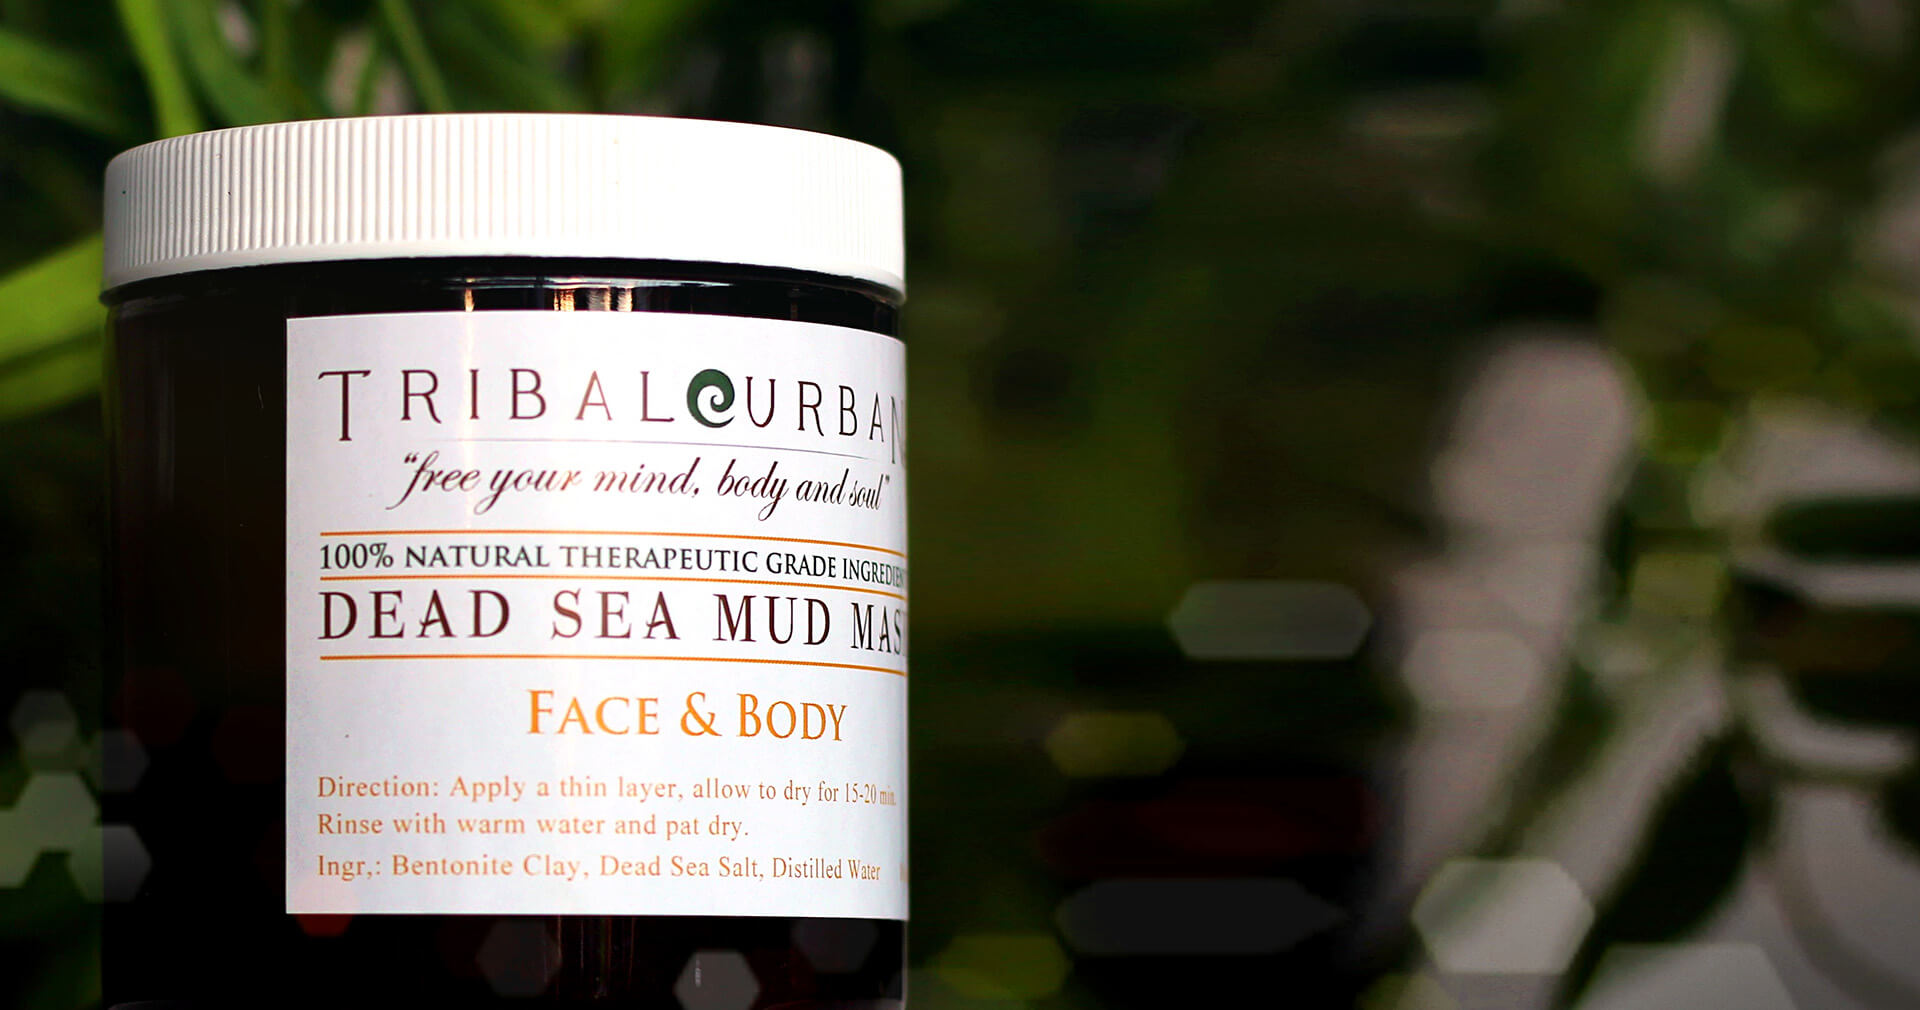 TRIBAL URBAN
“free your mind, body and soul”
100% NATURAL THERAPEUTIC GRADE
DEAD SEA MUD
FACE & BODY
Direction: Apply a thin layer, allow to dry for 15-20 min.
Rinse with warm water and pat dry.
Ingr,: Bentonite Clay, Dead Sea Salt, Distilled Water